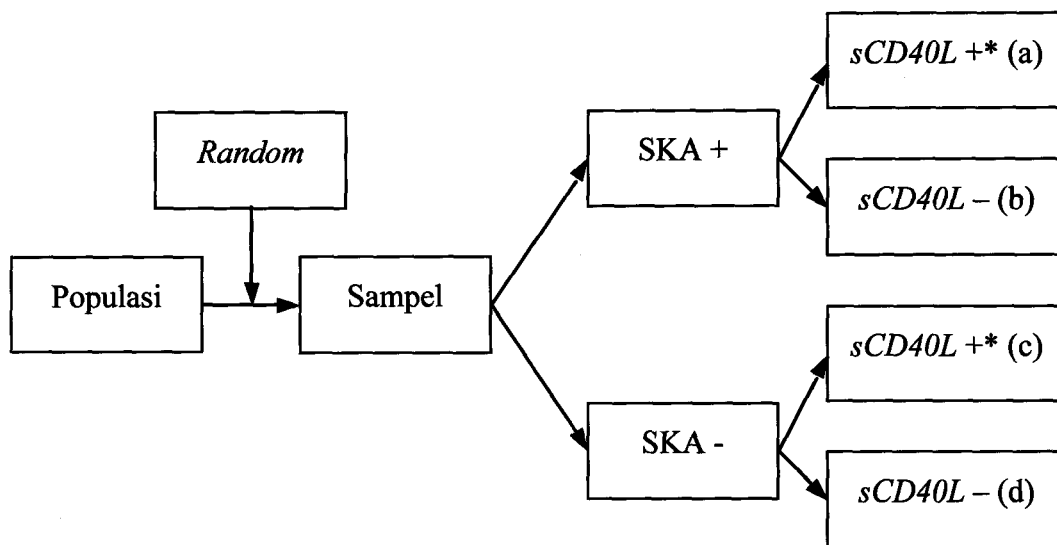 sCD40L +* (a)
Random
SKA +
sCD40L – (b)
Populasi
Sampel
sCD40L +* (c)
SKA -
sCD40L – (d)